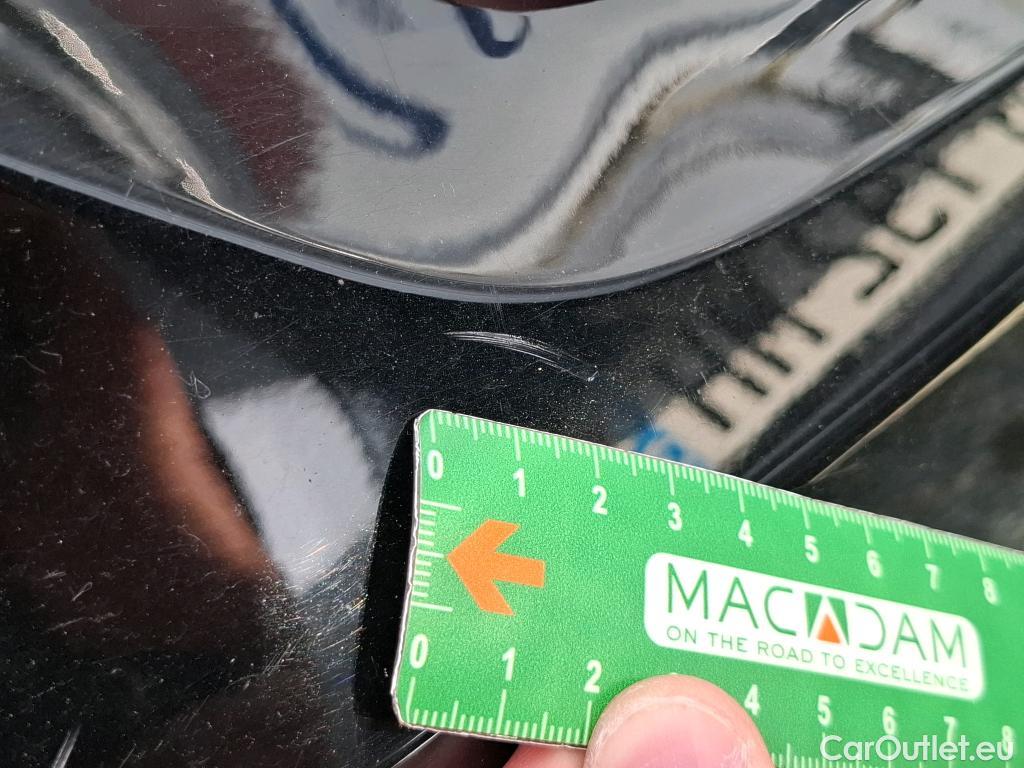 0 1 2 3 4 5 6 7 8
MACADAM
ON THE ROAD TO EXCELLENCE
0 1 2 4 5 6 7 8
CarOutlet.eu